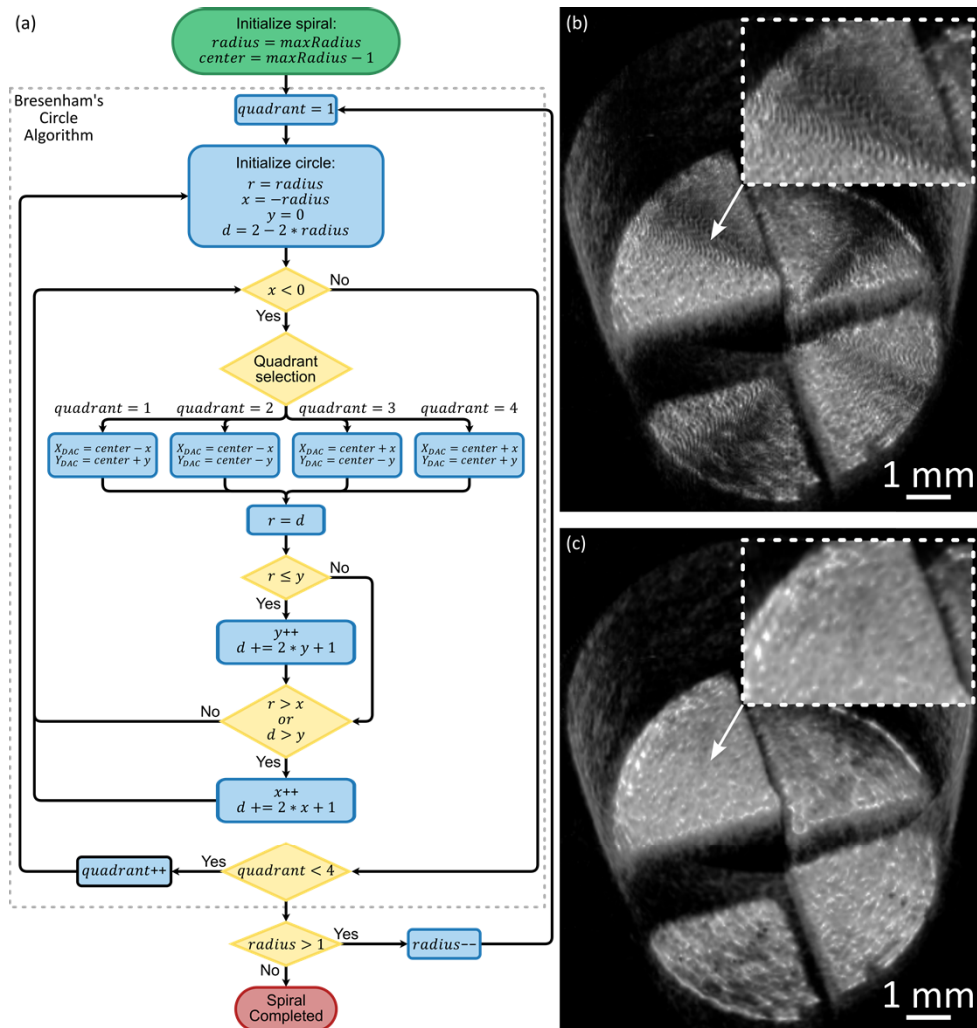 (a)
Initialize spiral:
radius = maxRadius
center = maxRadius − 1
Bresenham's
Circle
Algorithm
quadrant = 1
Initialize circle:
r = radius
x = −radius
y = 0
d = 2 − 2 * radius
x < 0
No
Yes
Quadrant
selection
quadrant = 1
quadrant = 2
quadrant = 3
quadrant = 4
X_DAC = center − x
Y_DAC = center + y
X_DAC = center − x
Y_DAC = center − y
X_DAC = center + x
Y_DAC = center − y
X_DAC = center + x
Y_DAC = center + y
r = d
r ≤ y
No
Yes
y++
d += 2 * y + 1
r > x
or
d > y
No
Yes
x++
d += 2 * x + 1
quadrant < 4
Yes
quadrant++
radius > 1
Yes
radius−−
No
Spiral
Completed
(b)
1 mm
(c)
1 mm